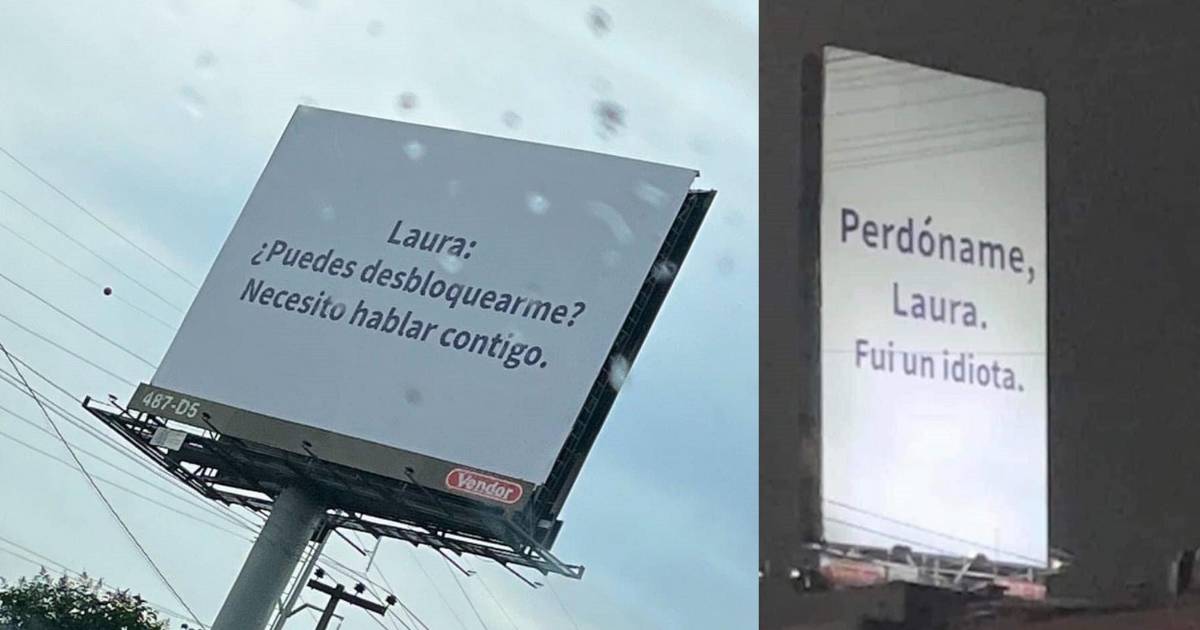 Laura:
¿Puedes desbloquearme?
Necesito hablar contigo.
487-D5
Vendor
Perdóname,
Laura.
Fui un idiota.